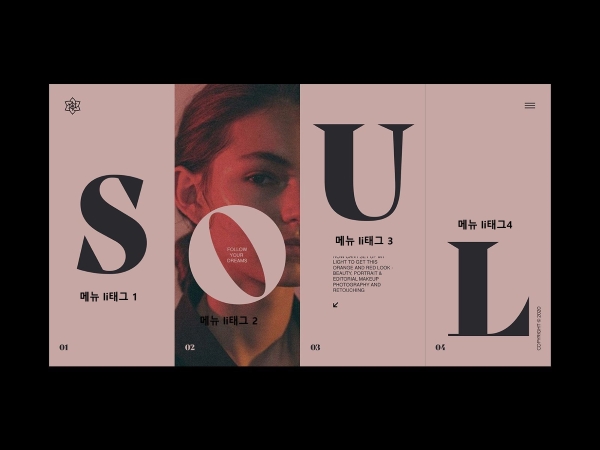 S
메뉴 li태그 1
01
O
FOLLOW
YOUR
DREAMS
메뉴 li태그 2
02
U
메뉴 li태그 3
LIGHT TO GET THIS
ORANGE AND RED LOOK -
BEAUTY, PORTRAIT &
EDITORIAL MAKEUP
PHOTOGRAPHY AND
RETOUCHING.
03
메뉴 li태그4
L
04
COPYRIGHT © 2020